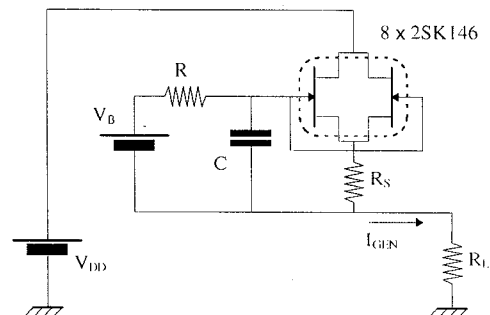 8 x 2SK146
R
V_B
C
R_S
I_GEN
V_DD
R_L